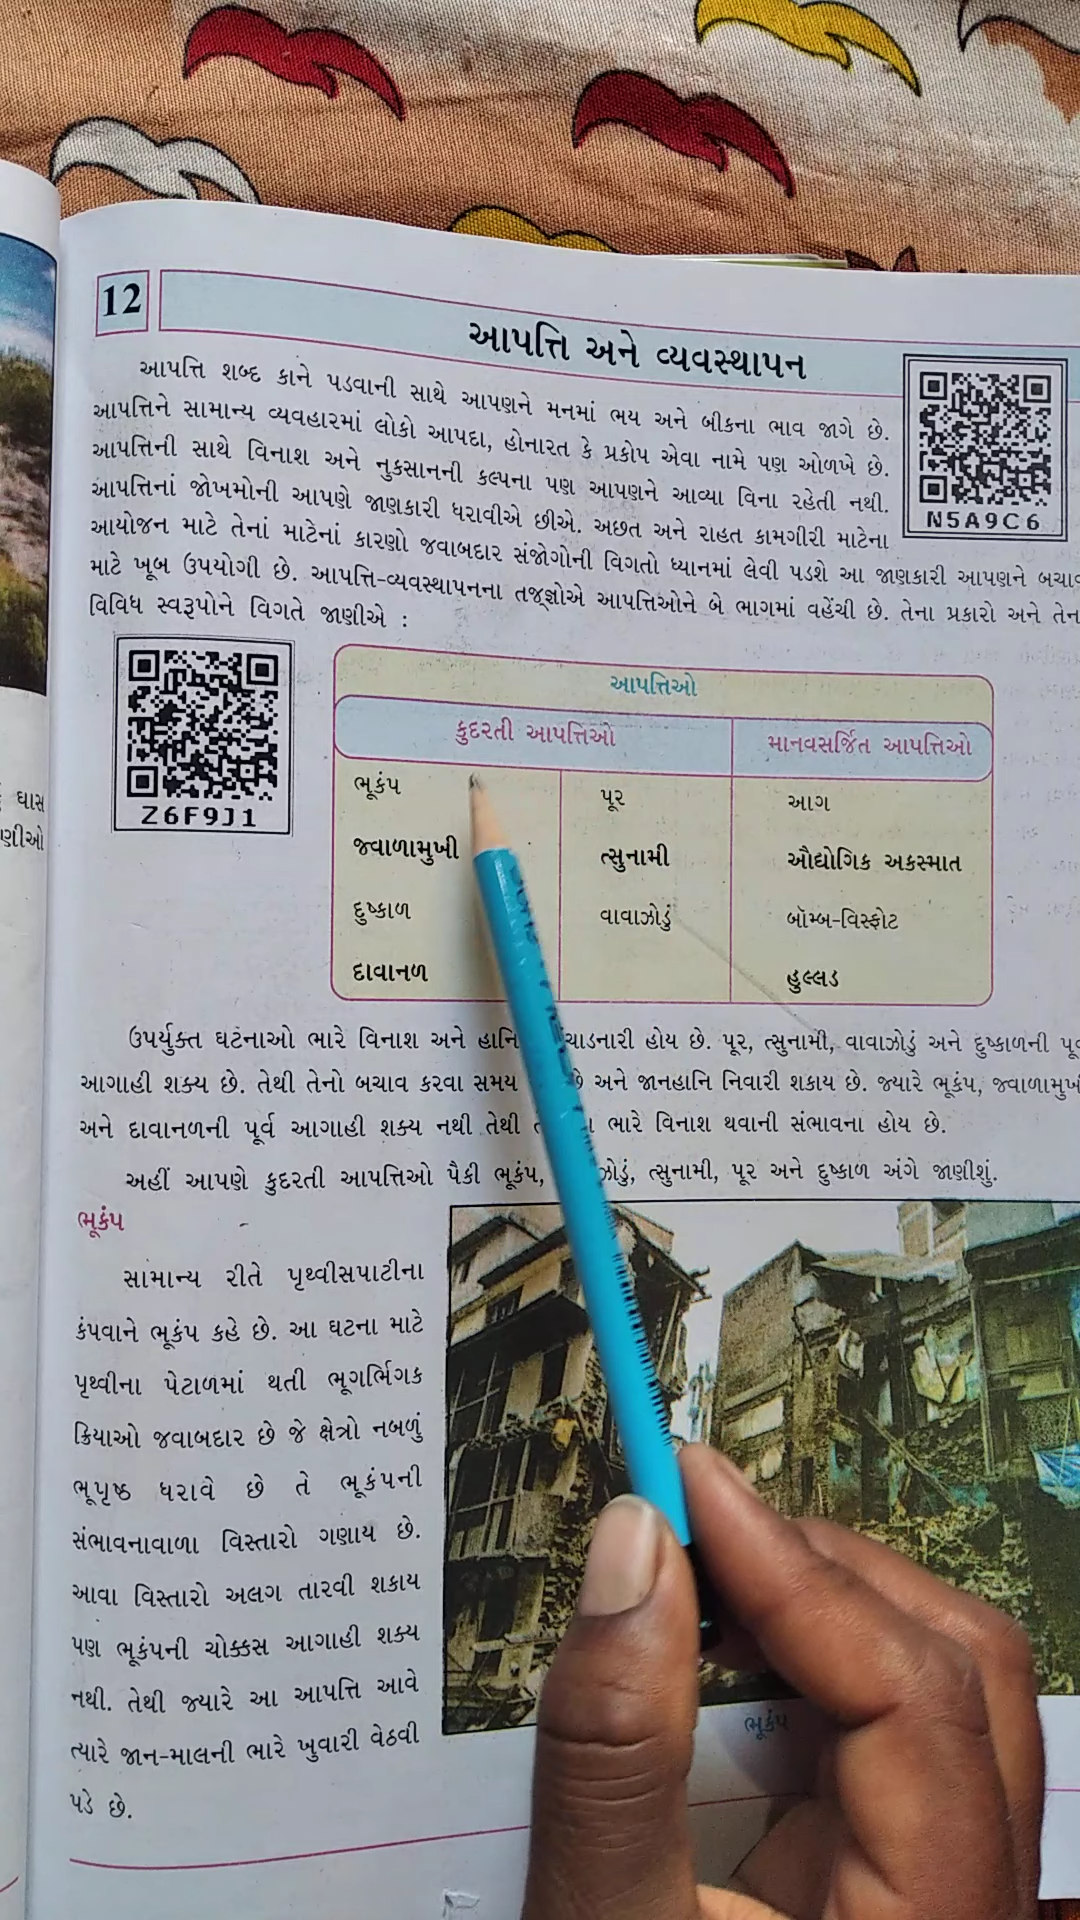 12
આપત્તિ અને વ્યવસ્થાપન
આપત્તિ શબ્દ કાને પડવાની સાથે આપણને મનમાં ભય અને બીકના ભાવ જાગે છે.
આપત્તિને સામાન્ય વ્યવહારમાં લોકો આપદા, હોનારત કે પ્રકોપ એવા નામે પણ ઓળખે છે.
આપત્તિની સાથે વિનાશ અને નુકસાનની કલ્પના પણ આપણને આવ્યા વિના રહેતી નથી.
આપત્તિનાં જોખમોની આપણે જાણકારી ધરાવીએ છીએ. અછત અને રાહત કામગીરી માટેના
આયોજન માટે તેનાં માટેનાં કારણો જવાબદાર સંજોગોની વિગતો ધ્યાનમાં લેવી પડશે આ જાણકારી આપણને બચાવ
માટે ખૂબ ઉપયોગી છે. આપત્તિ-વ્યવસ્થાપનના તજ્જ્ઞોએ આપત્તિઓને બે ભાગમાં વહેંચી છે. તેના પ્રકારો અને
વિવિધ સ્વરૂપોને વિગતે જાણીએ :
N5A9C6
Z6F9J1
આપત્તિઓ
કુદરતી આપત્તિઓ માનવસર્જિત આપત્તિઓ
ભૂકંપ પૂર આગ
જ્વાળામુખી ત્સુનામી ઔદ્યોગિક અકસ્માત
દુષ્કાળ વાવાઝોડું બૉમ્બ-વિસ્ફોટ
દાવાનળ હુલ્લડ
ઉપર્યુક્ત ઘટનાઓ ભારે વિનાશ અને હાનિ ચાડનારી હોય છે. પૂર, ત્સુનામી, વાવાઝોડું અને દુષ્કાળની
આગાહી શક્ય છે. તેથી તેનો બચાવ કરવા સમય છે અને જાનહાનિ નિવારી શકાય છે. જ્યારે ભૂકંપ, જ્વાળામુખી
અને દાવાનળની પૂર્વ આગાહી શક્ય નથી તેથી ભારે વિનાશ થવાની સંભાવના હોય છે.
અહીં આપણે કુદરતી આપત્તિઓ પૈકી ભૂકંપ, ઝોડું, ત્સુનામી, પૂર અને દુષ્કાળ અંગે જાણીશું.
ભૂકંપ
સામાન્ય રીતે પૃથ્વીસપાટીના
કંપવાને ભૂકંપ કહે છે. આ ઘટના માટે
પૃથ્વીના પેટાળમાં થતી ભૂગર્ભિગક
ક્રિયાઓ જવાબદાર છે જે ક્ષેત્રો નબળું
ભૂપૃષ્ઠ ધરાવે છે તે ભૂકંપની
સંભાવનાવાળા વિસ્તારો ગણાય છે.
આવા વિસ્તારો અલગ તારવી શકાય
પણ ભૂકંપની ચોક્કસ આગાહી શક્ય
નથી. તેથી જ્યારે આ આપત્તિ આવે
ત્યારે જાન-માલની ભારે ખુવારી વેઠવી
પડે છે.
ભૂકંપ
ઘાસ